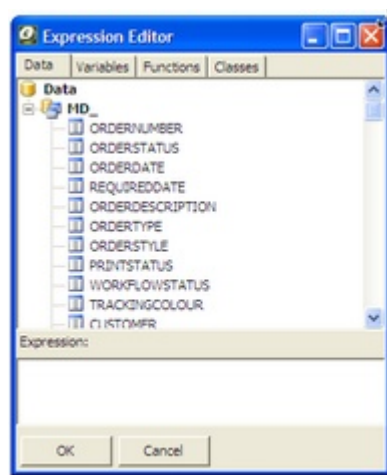 Expression Editor
Data Variables Functions Classes
Data
MD_
ORDERNUMBER
ORDERSTATUS
ORDERDATE
REQUIREDDATE
ORDERDESCRIPTION
ORDERTYPE
ORDERSTYLE
PRINTSTATUS
WORKFLOWSTATUS
TRACKINGCOLOUR
CUSTOMER
Expression:
OK Cancel